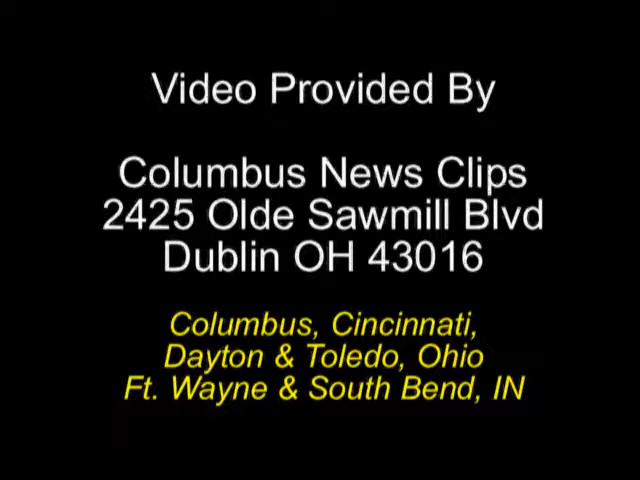 Video Provided By
Columbus News Clips
2425 Olde Sawmill Blvd
Dublin OH 43016
Columbus, Cincinnati,
Dayton & Toledo, Ohio
Ft. Wayne & South Bend, IN